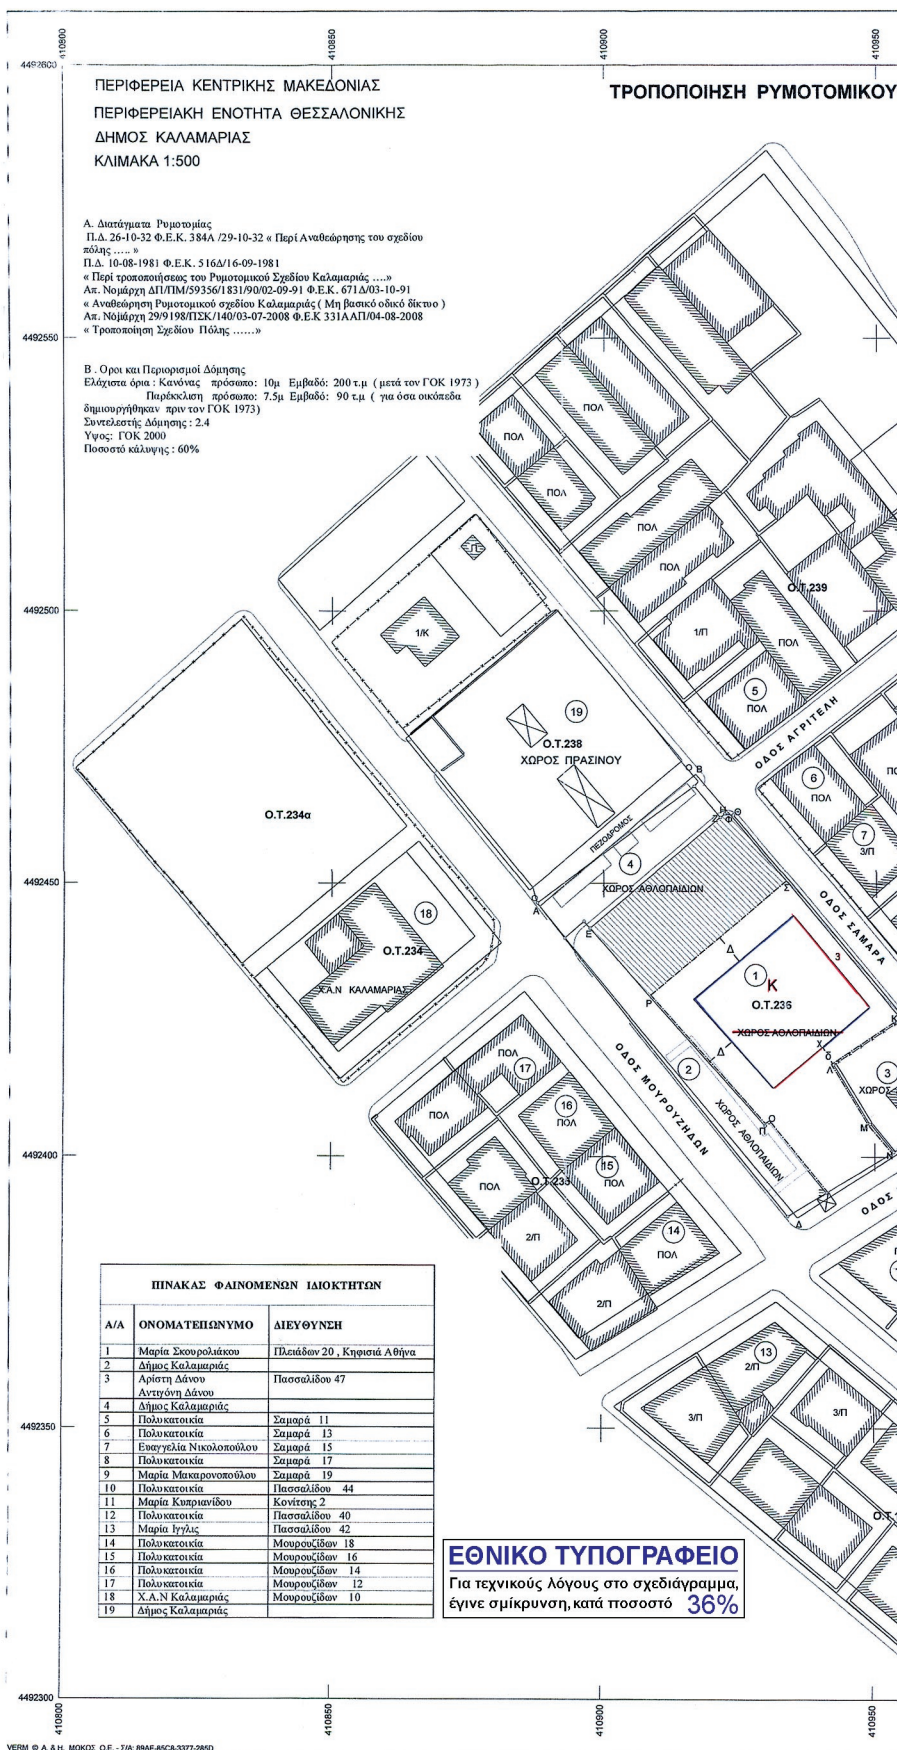 410800
410850
410900
410950
4492600
ΠΕΡΙΦΕΡΕΙΑ ΚΕΝΤΡΙΚΗΣ ΜΑΚΕΔΟΝΙΑΣ
ΠΕΡΙΦΕΡΕΙΑΚΗ ΕΝΟΤΗΤΑ ΘΕΣΣΑΛΟΝΙΚΗΣ
ΔΗΜΟΣ ΚΑΛΑΜΑΡΙΑΣ
ΚΛΙΜΑΚΑ 1:500
ΤΡΟΠΟΠΟΙΗΣΗ ΡΥΜΟΤΟΜΙΚΟΥ
Α. Διατάγματα Ρυμοτομίας
Π.Δ. 26-10-32 Φ.Ε.Κ. 384Α /29-10-32 « Περί Αναθεώρησης του σχεδίου
πόλης ..... »
Π.Δ. 10-08-1981 Φ.Ε.Κ. 516Δ/16-09-1981
« Περί τροποποιήσεως του Ρυμοτομικού Σχεδίου Καλαμαριάς ....»
Απ. Νομάρχη ΔΠ/ΠΜ/59356/1831/90/02-09-91 Φ.Ε.Κ. 671Δ/03-10-91
« Αναθεώρηση Ρυμοτομικού σχεδίου Καλαμαριάς ( Μη βασικό οδικό δίκτυο )
Απ. Νομάρχη 29/9198/ΠΣΚ/140/03-07-2008 Φ.Ε.Κ 331ΑΑΠ/04-08-2008
« Τροποποίηση Σχεδίου Πόλης ......»
4492550
Β . Οροι και Περιορισμοί Δόμησης
Ελάχιστα όρια : Κανόνας πρόσωπο: 10μ Εμβαδό: 200 τ.μ ( μετά τον ΓΟΚ 1973 )
Παρέκκλιση πρόσωπο: 7.5μ Εμβαδό: 90 τ.μ ( για όσα οικόπεδα
δημιουργήθηκαν πριν τον ΓΟΚ 1973)
Συντελεστής Δόμησης : 2.4
Υψος: ΓΟΚ 2000
Ποσοστό κάλυψης : 60%
ΠΟΛ
ΠΟΛ
ΠΟΛ
ΠΟΛ
ΠΟΛ
Ο.Τ.239
4492500
1/Κ
1/Π
ΠΟΛ
5
ΠΟΛ
19
Ο.Τ.238
ΧΩΡΟΣ ΠΡΑΣΙΝΟΥ
ΟΔΟΣ ΑΓΡΙΤΕΛΗ
Β
6
ΠΟΛ
Ο.Τ.234α
ΠΕΖΟΔΡΟΜΟΣ
Η Θ
Ζ
7
3/Π
4
4492450
ΧΩΡΟΣ ΑΘΛΟΠΑΙΔΙΩΝ
Σ
ΟΔΟΣ ΣΑΜΑΡΑ
Α
18
Ε
Ο.Τ.234
Δ
3
1
Κ
Χ.Α.Ν ΚΑΛΑΜΑΡΙΑΣ
Ρ
Ο.Τ.236
ΧΩΡΟΣ ΑΘΛΟΠΑΙΔΙΩΝ
Κ
Χ
Δ
Λ
ΟΔΟΣ ΜΟΥΡΟΥΖΗΔΩΝ
2
3
ΧΩΡΟΣ
ΠΟΛ
17
ΧΩΡΟΣ ΑΘΛΟΠΑΙΔΙΩΝ
16
ΠΟΛ
ΠΟΛ
Ο
Π
Μ
4492400
Ν
15
ΠΟΛ
Ο.Τ.233
ΠΟΛ
ΟΔΟΣ
Δ
2/Π
14
ΠΟΛ
2/Π
13
2/Π
3/Π
3/Π
Ο.Τ.
ΠΙΝΑΚΑΣ ΦΑΙΝΟΜΕΝΩΝ ΙΔΙΟΚΤΗΤΩΝ
Α/Α ΟΝΟΜΑΤΕΠΩΝΥΜΟ ΔΙΕΥΘΥΝΣΗ
1 Μαρία Σκουρολιάκου Πλειάδων 20 , Κηφισιά Αθήνα
2 Δήμος Καλαμαριάς
3 Αρίστη Δάνου Πασσαλίδου 47
Αντιγόνη Δάνου
4 Δήμος Καλαμαριάς
5 Πολυκατοικία Σαμαρά 11
6 Πολυκατοικία Σαμαρά 13
7 Ευαγγελία Νικολοπούλου Σαμαρά 15
8 Πολυκατοικία Σαμαρά 17
9 Μαρία Μακαρονοπούλου Σαμαρά 19
10 Πολυκατοικία Πασσαλίδου 44
11 Μαρία Κυπριανίδου Κονίτσης 2
12 Πολυκατοικία Πασσαλίδου 40
13 Μαρία Ιγγλις Πασσαλίδου 42
14 Πολυκατοικία Μουρουζίδων 18
15 Πολυκατοικία Μουρουζίδων 16
16 Πολυκατοικία Μουρουζίδων 14
17 Πολυκατοικία Μουρουζίδων 12
18 Χ.Α.Ν Καλαμαριάς Μουρουζίδων 10
19 Δήμος Καλαμαριάς
4492350
ΕΘΝΙΚΟ ΤΥΠΟΓΡΑΦΕΙΟ
Για τεχνικούς λόγους στο σχεδιάγραμμα,
έγινε σμίκρυνση, κατά ποσοστό 36%
4492300
410800
410850
410900
410950
VERM © Α. & Η. ΜΩΚΟΣ Ο.Ε. - Σ/Α: 89AF-85C8-3377-285D